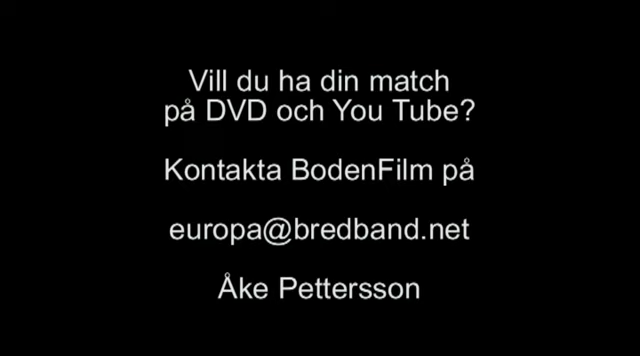 Vill du ha din match
på DVD och You Tube?
Kontakta BodenFilm på
europa@bredband.net
Åke Pettersson